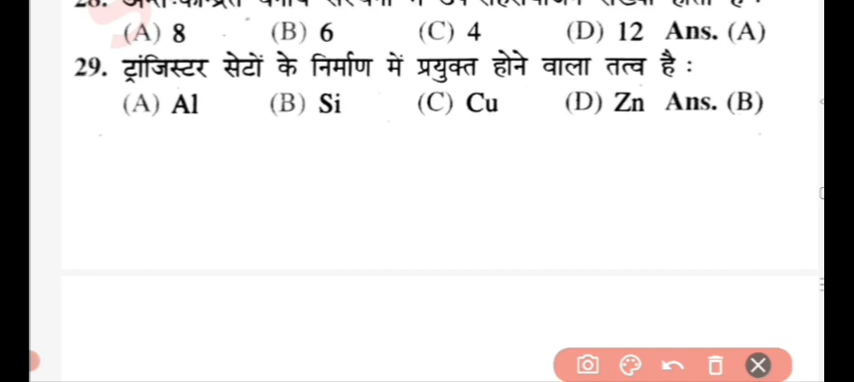 (A) 8 (B) 6 (C) 4 (D) 12 Ans. (A)
29. ट्रांजिस्टर सेटों के निर्माण में प्रयुक्त होने वाला तत्व है :
(A) Al (B) Si (C) Cu (D) Zn Ans. (B)